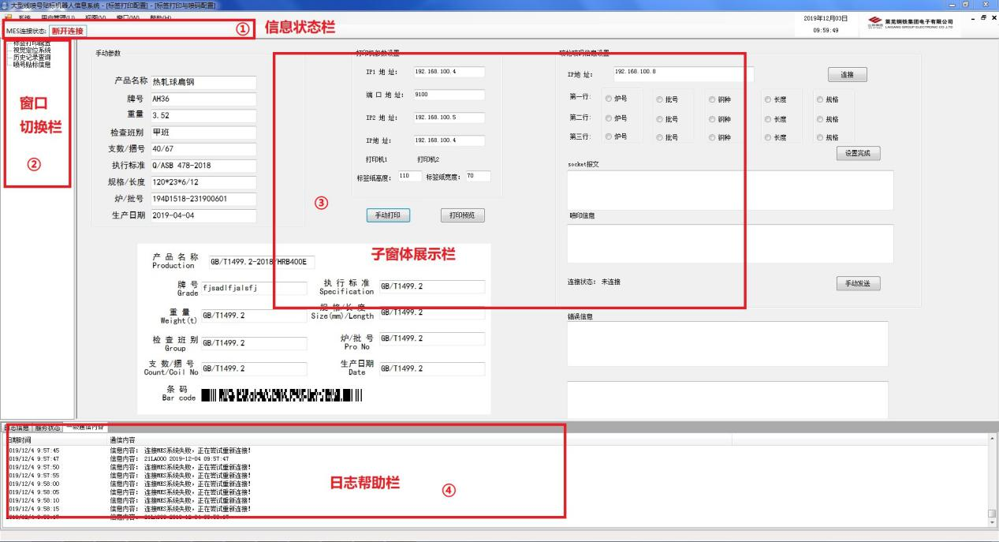 大型线喷号贴标机器人信息系统 - [标签打印配置] - [标签打印与喷码配置]
系统 用户管理(U) 视图(V) 窗口(W) 帮助(H)
2019年12月03日
09:59:49
莱芜钢铁集团电子有限公司
LAIGANG GROUP ELECTRONIC CO.,LTD
MES连接状态: 断开连接
① 信息状态栏
标签打印配置
视觉定位系统
历史记录查询
喷号贴标信息
窗口
切换栏
②
手动参数
产品名称 热轧球扁钢
牌号 AH36
重量 3.52
检查班别 甲班
支数/捆号 40/67
执行标准 Q/ASB 478-2018
规格/长度 120*23*6/12
炉/批号 194D1518-231900601
生产日期 2019-04-04
打印机参数设置
IP1 地 址: 192.168.100.4
端 口 地 址: 9100
IP2 地 址: 192.168.100.5
IP地 址: 192.168.100.4
打印机1 打印机2
标签纸高度: 110 标签纸宽度: 70
手动打印 打印预览
③
子窗体展示栏
喷枪喷码信息设置
IP地 址: 192.168.100.8 连接
第一行: 炉号 批号 钢种 长度 规格
第二行: 炉号 批号 钢种 长度 规格
第三行: 炉号 批号 钢种 长度 规格
设置完成
socket报文
喷印信息
连接状态: 未连接 手动发送
错误信息
产 品 名 称
Production
GB/T1499.2-2018/HRB400E
牌 号
Grade
fjsadlfjalsfj
执 行 标 准
Specification
GB/T1499.2
重 量
Weight(t)
GB/T1499.2
规 格/长 度
Size(mm)/Length
GB/T1499.2
检 查 班 别
Group
GB/T1499.2
炉/批 号
Pro No
GB/T1499.2
支 数/捆 号
Count/Coil No
GB/T1499.2
生产日期
Date
GB/T1499.2
条 码
Bar code
日志信息 服务状态 一级通信内容
日期时间 通信内容
2019/12/4 9:57:45 信息内容: 连接MES系统失败，正在尝试重新连接!
2019/12/4 9:57:47 信息内容: 21LA000 2019-12-04 09:57:47
2019/12/4 9:57:50 信息内容: 连接MES系统失败，正在尝试重新连接!
2019/12/4 9:57:55 信息内容: 连接MES系统失败，正在尝试重新连接!
2019/12/4 9:58:00 信息内容: 连接MES系统失败，正在尝试重新连接!
2019/12/4 9:58:05 信息内容: 连接MES系统失败，正在尝试重新连接!
2019/12/4 9:58:10 信息内容: 连接MES系统失败，正在尝试重新连接!
2019/12/4 9:58:15 信息内容: 连接MES系统失败，正在尝试重新连接!
日志帮助栏 ④